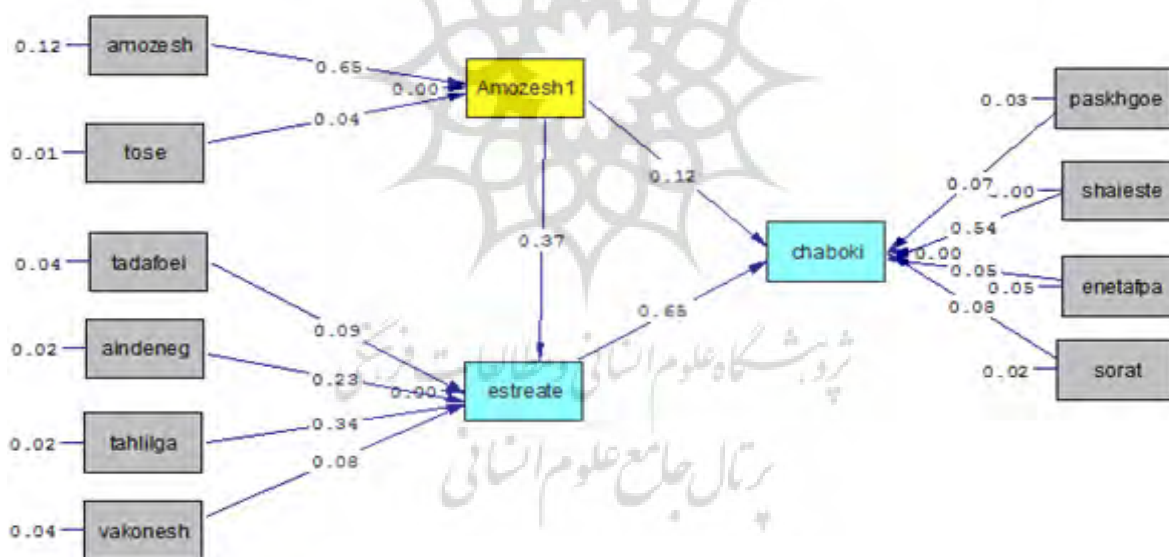 0.12
amozesh
0.65
0.00
Amozesh1
0.01
tose
0.04
0.12
0.37
0.04
tadafoei
0.09
0.02
aindeneg
0.23
0.00
estreate
0.65
0.02
tahlilga
0.34
0.04
vakonesh
0.08
chaboki
0.03
paskhgoe
0.07
0.00
shaieste
0.54
0.00
0.05
0.05
enetafpa
0.08
0.02
sorat
پژوهشگاه علوم انسانی و مطالعات فرهنگی
پرتال جامع علوم انسانی